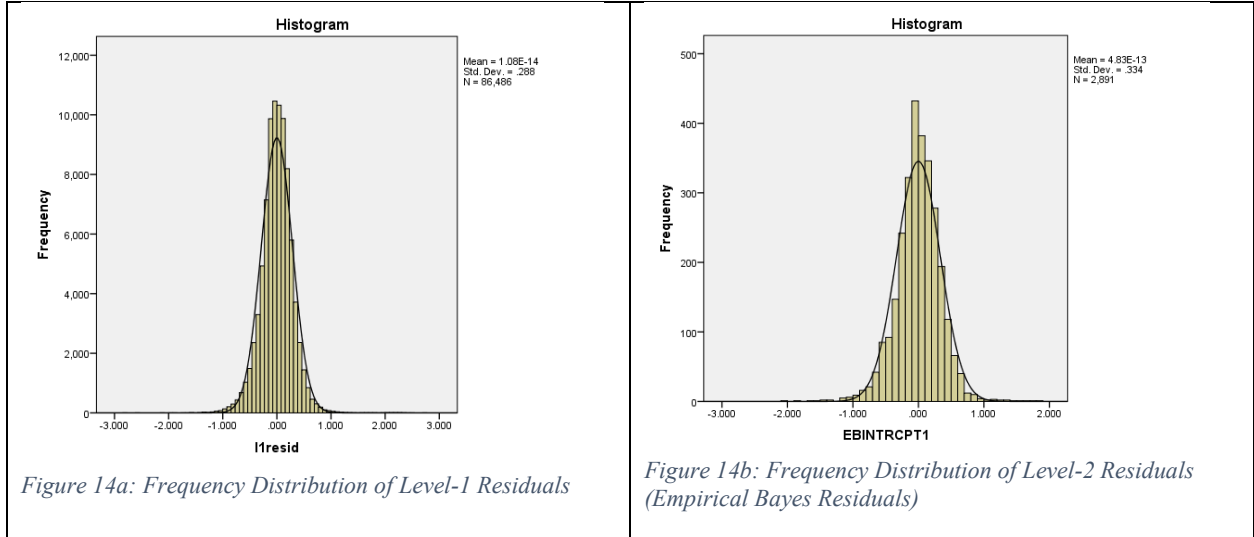 Histogram
12,000
10,000
8,000
6,000
4,000
2,000
0
Frequency
-3.000 -2.000 -1.000 .000 1.000 2.000 3.000
l1resid
Mean = 1.08E-14
Std. Dev. = .288
N = 86,486
Figure 14a: Frequency Distribution of Level-1 Residuals
Histogram
500
400
300
200
100
0
Frequency
-3.000 -2.000 -1.000 .000 1.000 2.000
EBINTRCPT1
Mean = 4.83E-13
Std. Dev. = .334
N = 2,891
Figure 14b: Frequency Distribution of Level-2 Residuals
(Empirical Bayes Residuals)